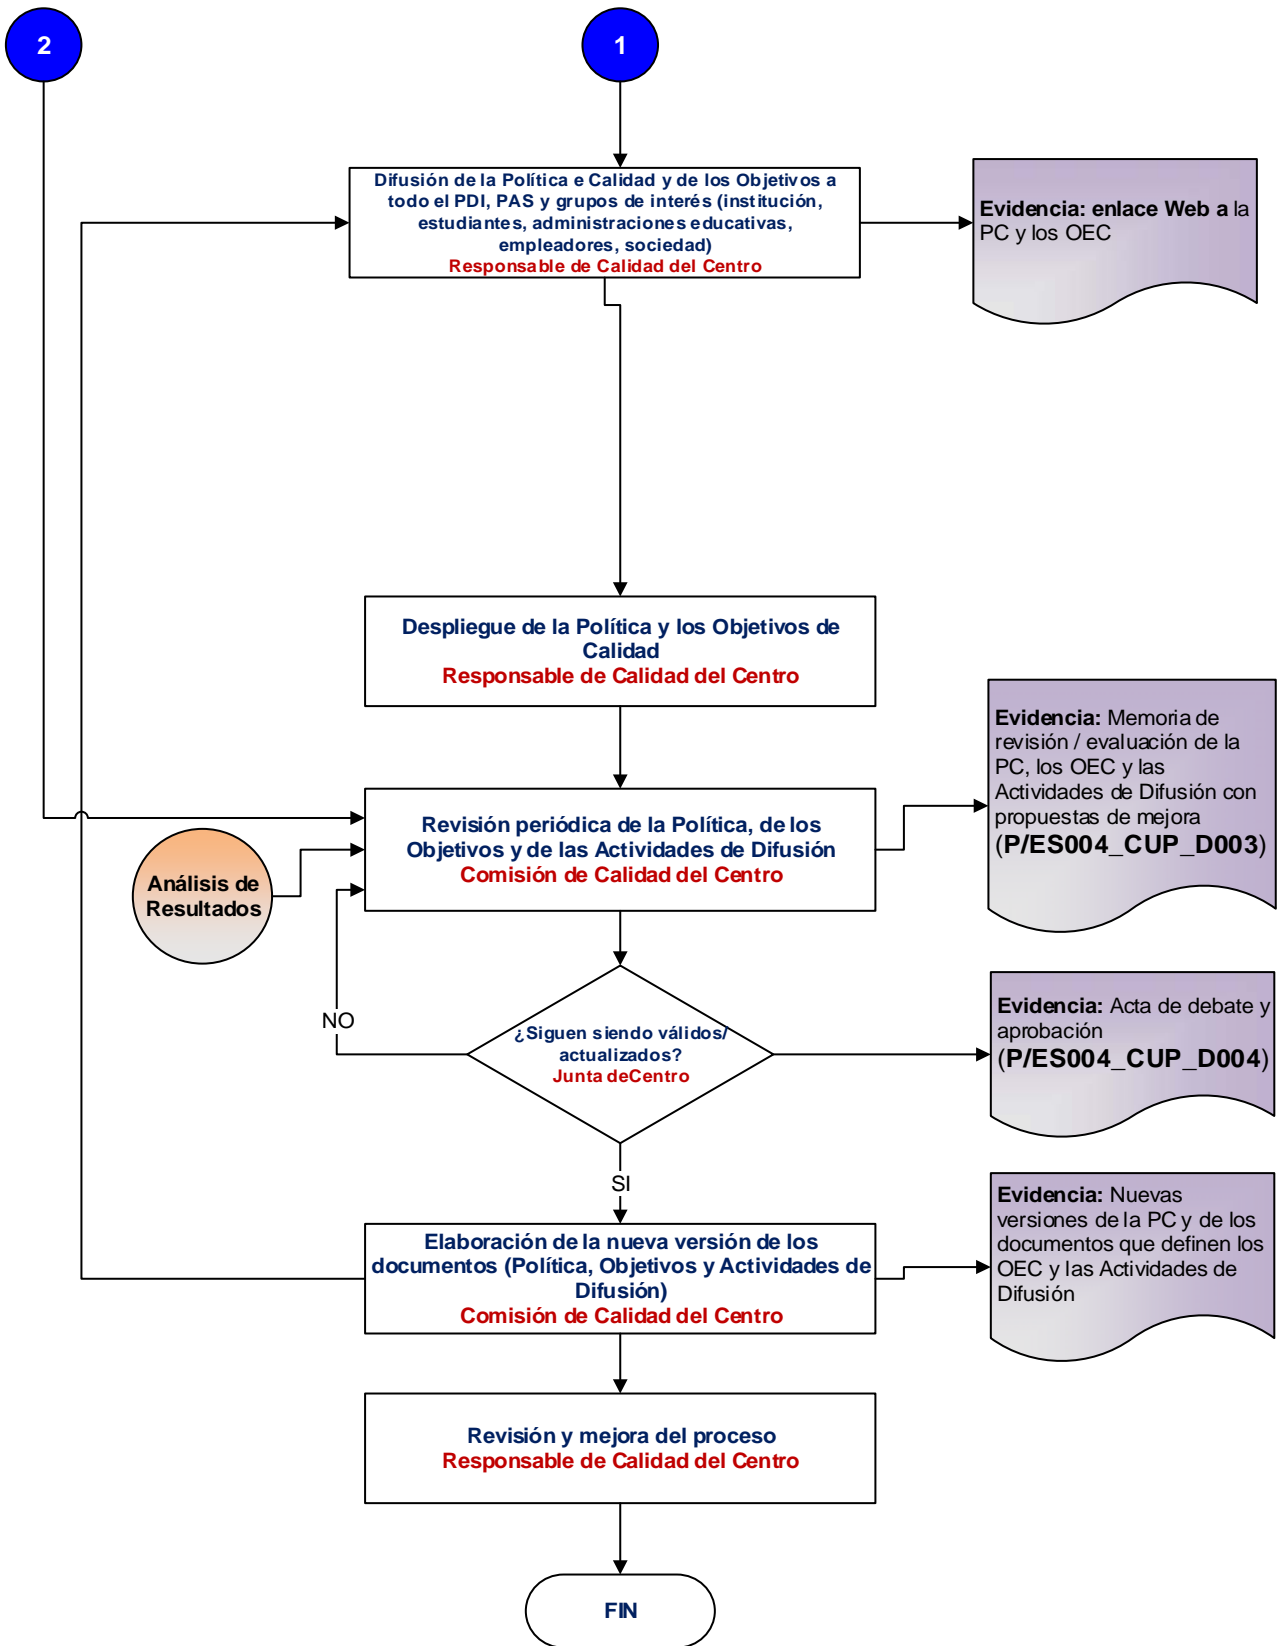 2
1
Difusión de la Política e Calidad y de los Objetivos a
todo el PDI, PAS y grupos de interés (institución,
estudiantes, administraciones educativas,
empleadores, sociedad)
Responsable de Calidad del Centro
Evidencia: enlace Web a la
PC y los OEC
Despliegue de la Política y los Objetivos de
Calidad
Responsable de Calidad del Centro
Evidencia: Memoria de
revisión / evaluación de la
PC, los OEC y las
Actividades de Difusión con
propuestas de mejora
(P/ES004_CUP_D003)
Revisión periódica de la Política, de los
Objetivos y de las Actividades de Difusión
Comisión de Calidad del Centro
Análisis de
Resultados
NO
¿Siguen siendo válidos/
actualizados?
Junta deCentro
Evidencia: Acta de debate y
aprobación
(P/ES004_CUP_D004)
SI
Elaboración de la nueva versión de los
documentos (Política, Objetivos y Actividades de
Difusión)
Comisión de Calidad del Centro
Evidencia: Nuevas
versiones de la PC y de los
documentos que definen los
OEC y las Actividades de
Difusión
Revisión y mejora del proceso
Responsable de Calidad del Centro
FIN